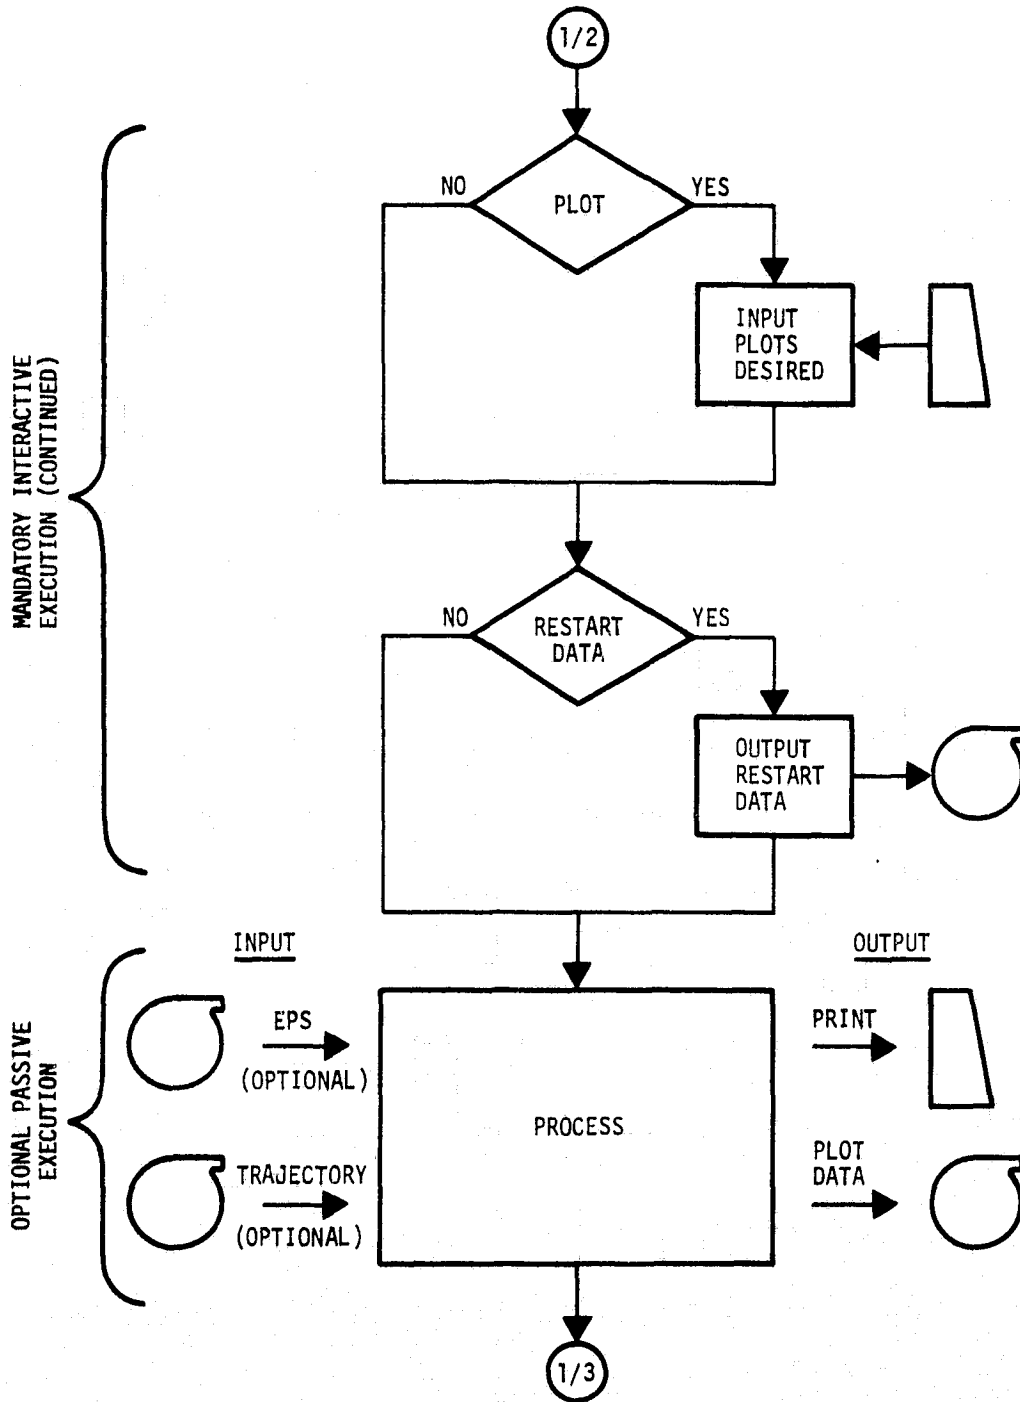 1/2
NO
PLOT
YES
INPUT
PLOTS
DESIRED
MANDATORY INTERACTIVE
EXECUTION (CONTINUED)
NO
RESTART
DATA
YES
OUTPUT
RESTART
DATA
INPUT
OUTPUT
OPTIONAL PASSIVE
EXECUTION
EPS
(OPTIONAL)
TRAJECTORY
(OPTIONAL)
PROCESS
PRINT
PLOT
DATA
1/3